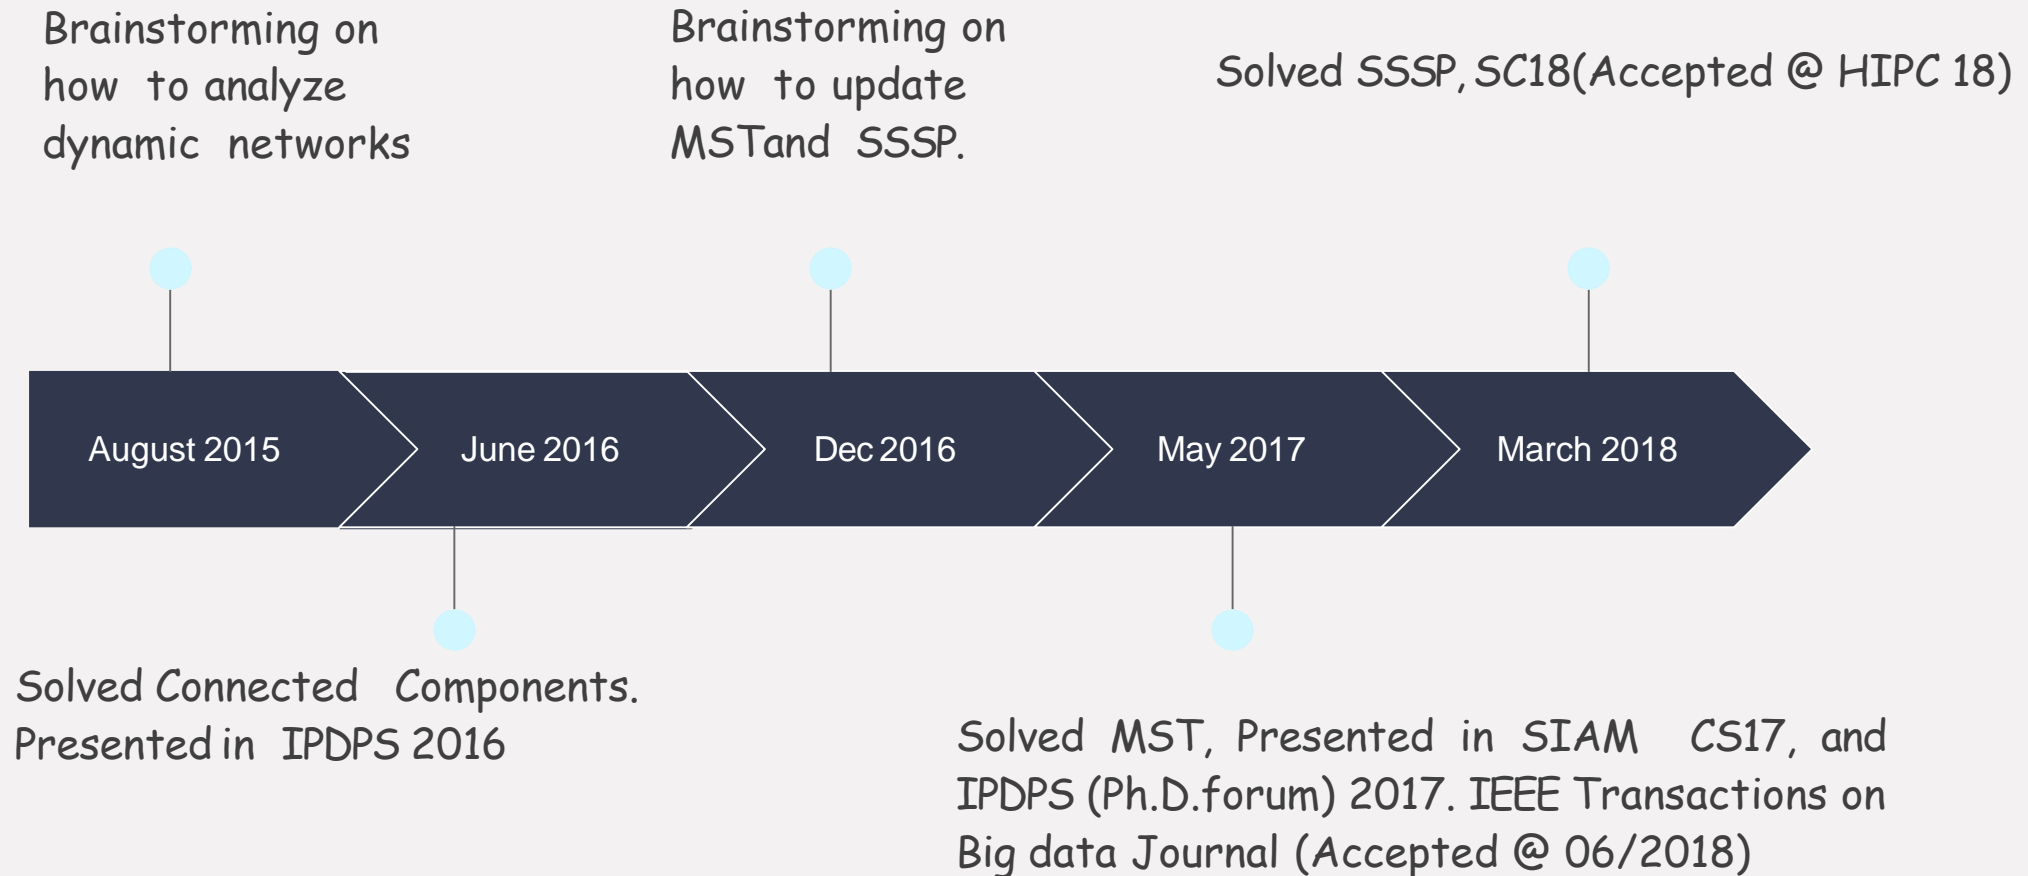 Brainstorming on
how to analyze
dynamic networks
Brainstorming on
how to update
MSTand SSSP.
Solved SSSP, SC18(Accepted @ HIPC 18)
August 2015
June 2016
Dec 2016
May 2017
March 2018
Solved Connected Components.
Presented in IPDPS 2016
Solved MST, Presented in SIAM CS17, and
IPDPS (Ph.D.forum) 2017. IEEE Transactions on
Big data Journal (Accepted @ 06/2018)